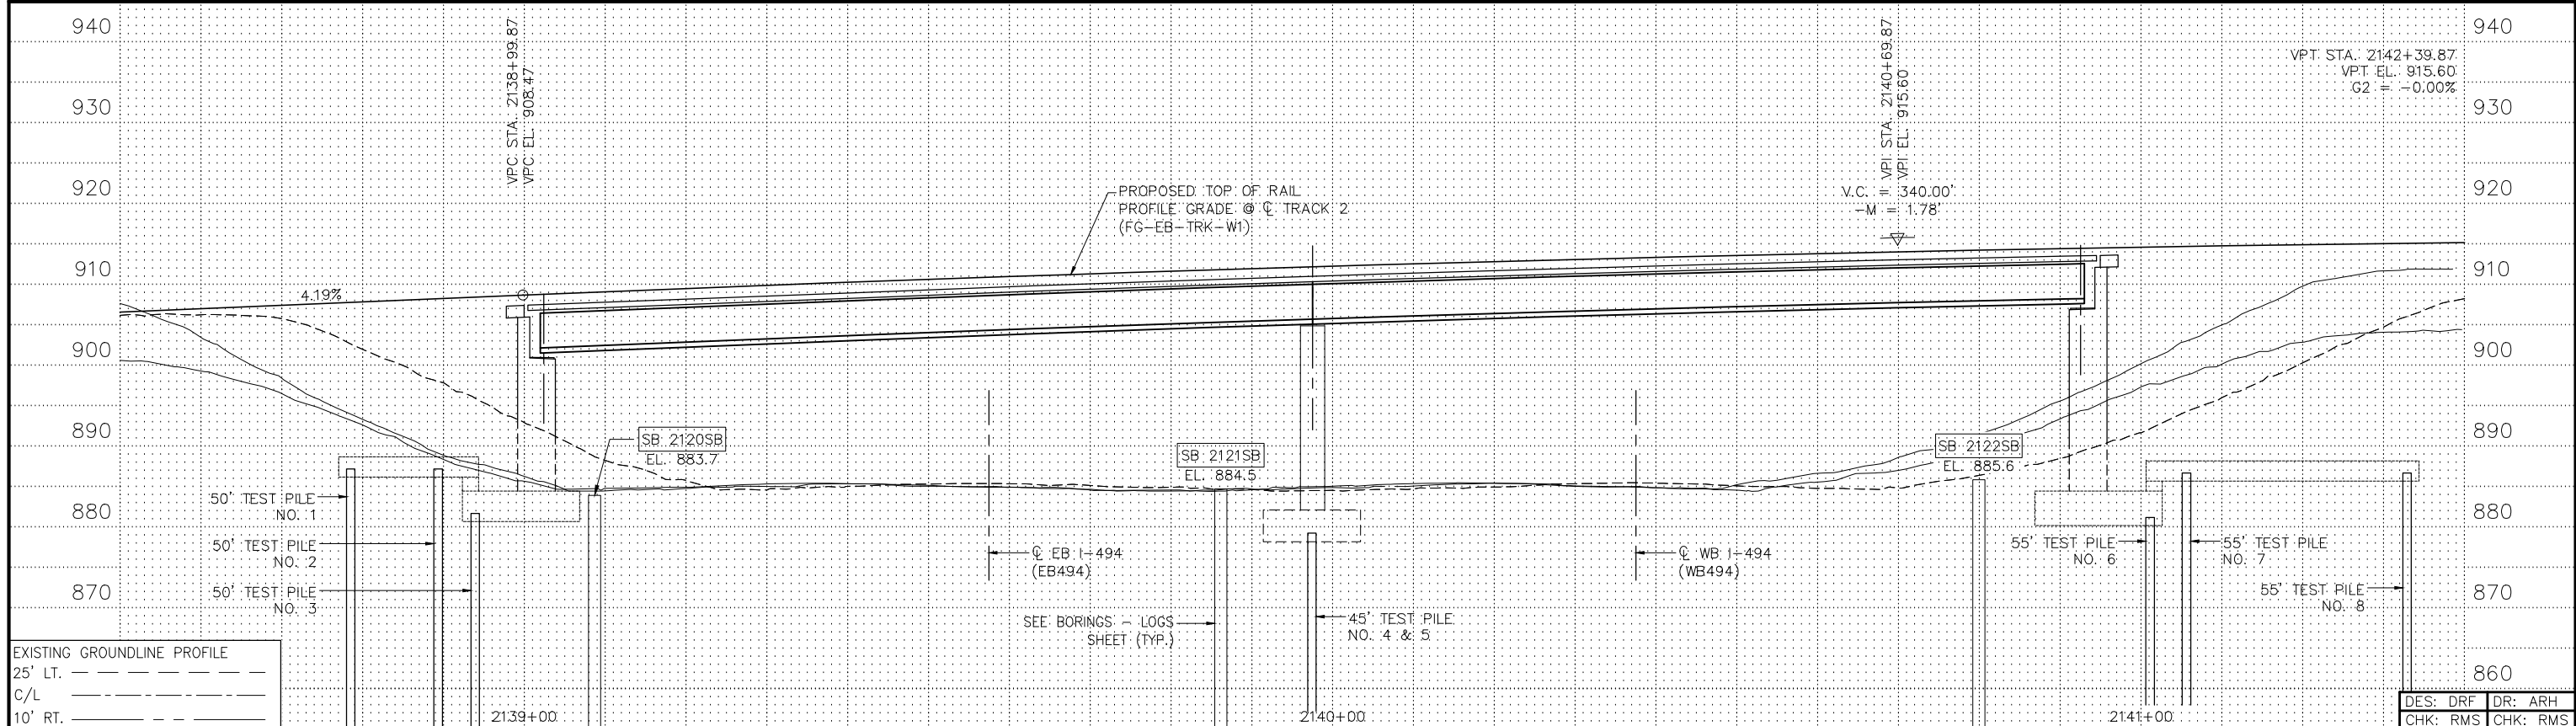 940
930
920
910
900
890
880
870
VPC STA. 2138+99.87
VPC EL. 908.47
VPI STA. 2140+69.87
VPI EL. 915.60
V.C. = 340.00'
-M = 1.78'
VPT STA. 2142+39.87
VPT EL. 915.60
G2 = -0.00%
940
930
920
910
900
890
880
870
860
PROPOSED TOP OF RAIL
PROFILE GRADE @ ℄ TRACK 2
(FG-EB-TRK-W1)
4.19%
SB 2120SB
EL. 883.7
SB 2121SB
EL. 884.5
SB 2122SB
EL. 885.6
50' TEST PILE
NO. 1
50' TEST PILE
NO. 2
50' TEST PILE
NO. 3
℄ EB I-494
(EB494)
SEE BORINGS - LOGS
SHEET (TYP.)
45' TEST PILE
NO. 4 & 5
℄ WB I-494
(WB494)
55' TEST PILE
NO. 6
55' TEST PILE
NO. 7
55' TEST PILE
NO. 8
EXISTING GROUNDLINE PROFILE
25' LT.
C/L
10' RT.
2139+00
2140+00
2141+00
DES: DRF DR: ARH
CHK: RMS CHK: RMS